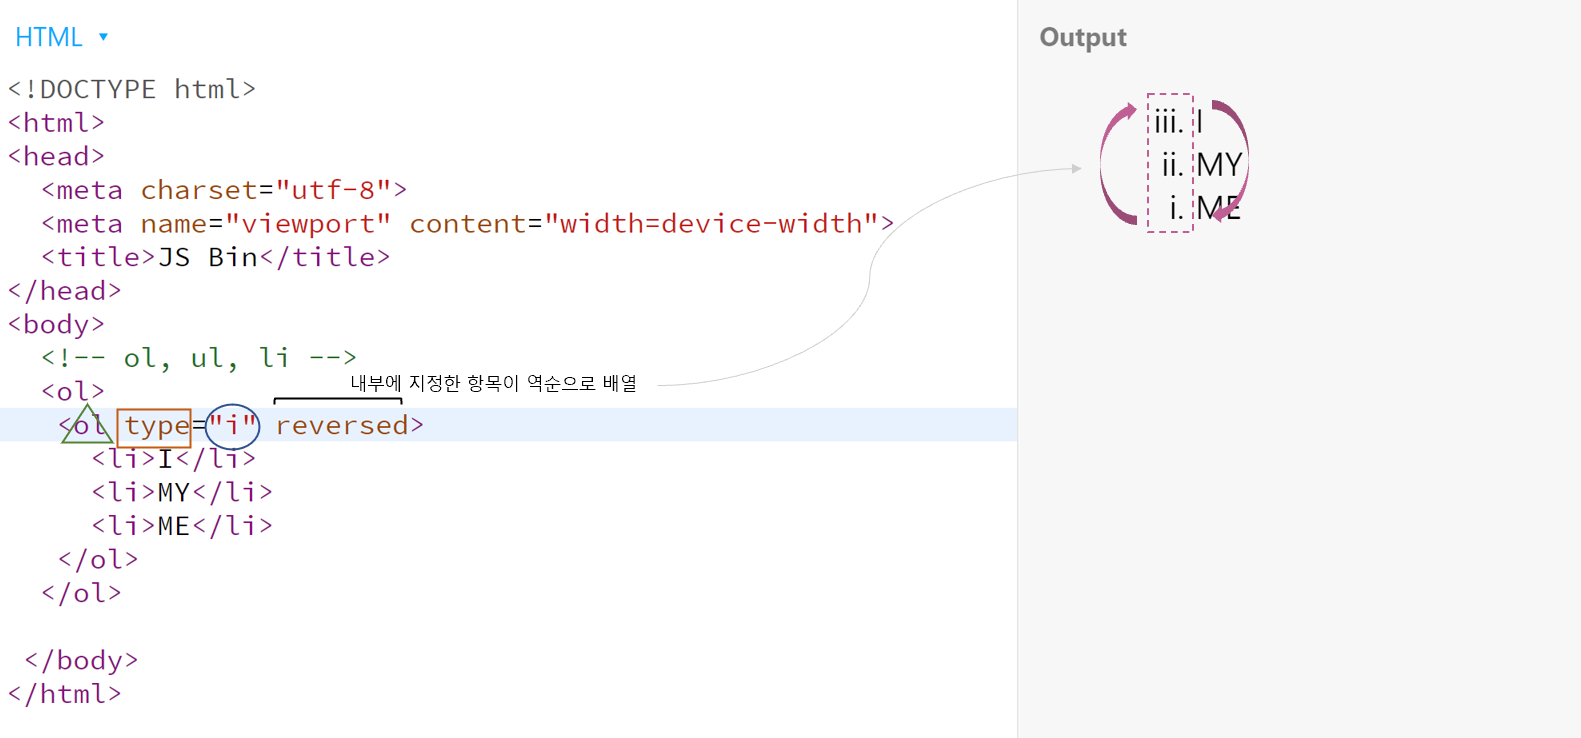 HTML ▼
Output
<!DOCTYPE html>
<html>
<head>
<meta charset="utf-8">
<meta name="viewport" content="width=device-width">
<title>JS Bin</title>
</head>
<body>
<!-- ol, ul, li -->
<ol>
내부에 지정한 항목이 역순으로 배열
<ol type="i" reversed>
<li>I</li>
<li>MY</li>
<li>ME</li>
</ol>
</ol>
</body>
</html>
iii. I
ii. MY
i. ME